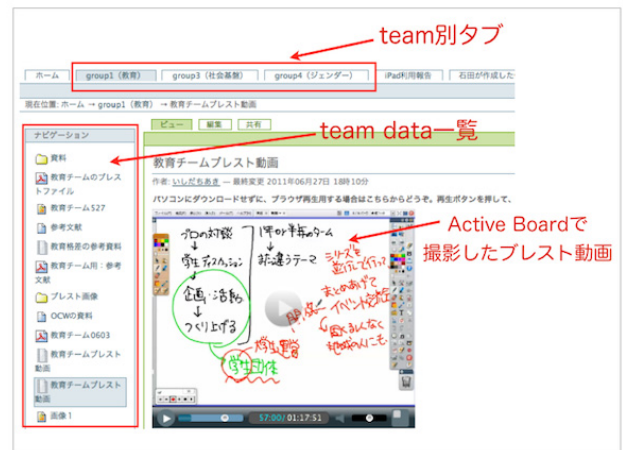 team別タブ
ホーム
group1（教育）
group3（社会基盤）
group4（ジェンダー）
iPad利用報告
石田が作成した
現在位置: ホーム → group1（教育） → 教育チームブレスト動画
ナビゲーション
team data一覧
資料
教育チームのブレストファイル
教育チーム527
参考文献
教育格差の参考資料
教育チーム用：参考文献
ブレスト画像
OCWの資料
教育チーム0603
教育チームブレスト動画
教育チームブレスト動画
画像1
ビュー
編集
共有
教育チームブレスト動画
作者: いしだちあき — 最終変更 2011年06月27日 18時10分
パソコンにダウンロードせずに、ブラウザ再生用する場合はこちらからどうぞ。再生ボタンを押して、
Active Boardで
撮影したブレスト動画
プロの対談
学生ディスカッション
企画・活動
つくり上げる
学生団体
まとめあげて
イベント
57:00/01:17:51